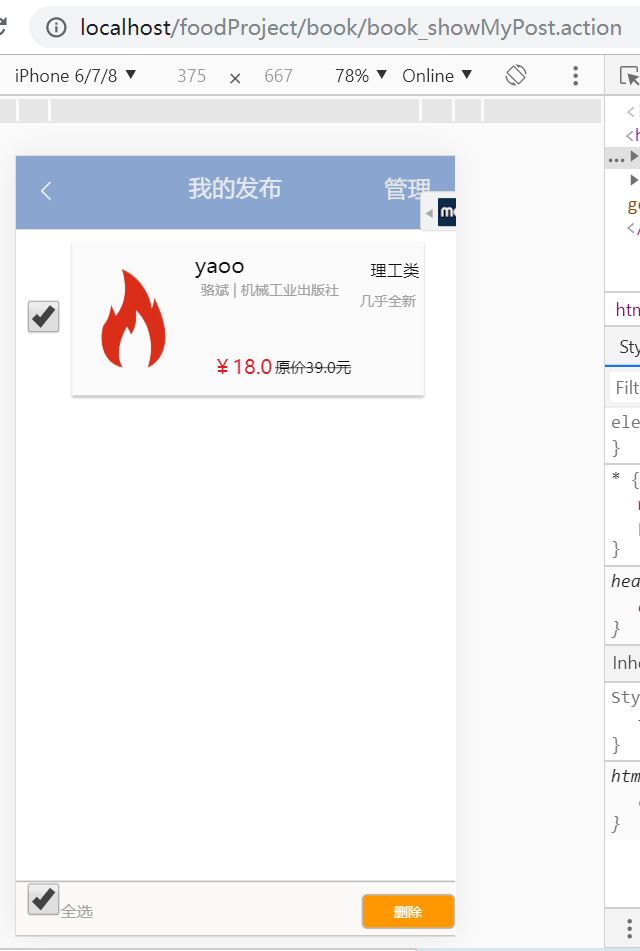 localhost/foodProject/book/book_showMyPost.action
iPhone 6/7/8 ▼ 375 × 667 78% ▼ Online ▼
我的发布 管理
yaoo 理工类
骆斌 | 机械工业出版社 几乎全新
¥ 18.0 原价39.0元
全选 删除
htm
Sty
Filt
ele
}
* {
}
hea
}
Inhe
Sty
}
htm
}